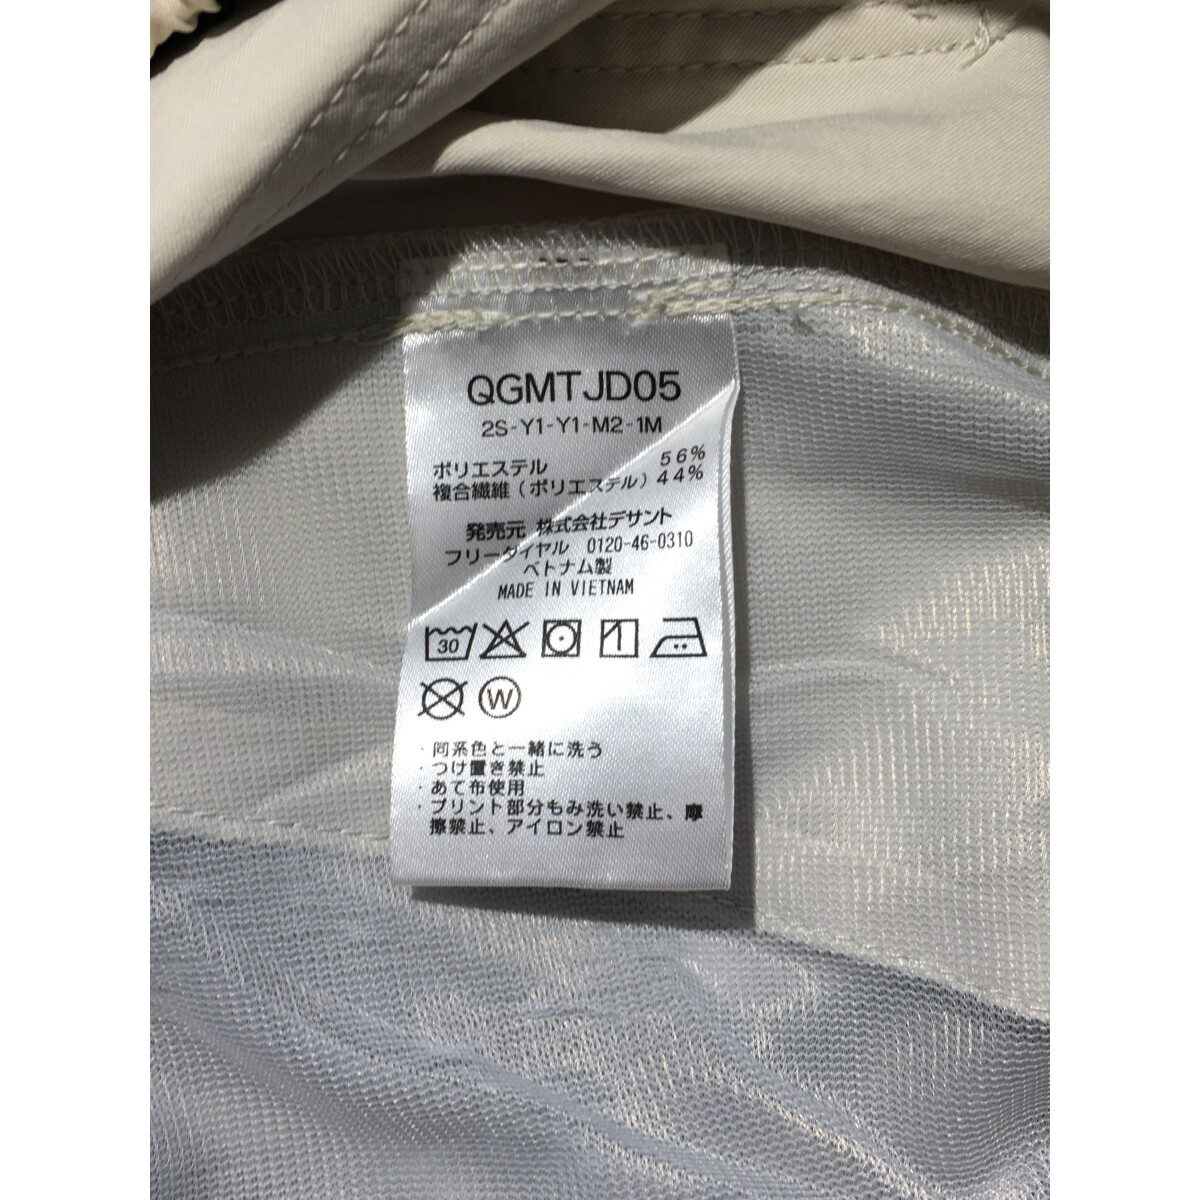 QGMTJD05
2S-Y1-Y1-M2-1M
ポリエステル 56%
複合繊維(ポリエステル)44%
発売元 株式会社デサント
フリーダイヤル 0120-46-0310
ベトナム製
MADE IN VIETNAM
30
W
・同系色と一緒に洗う
・つけ置き禁止
・あて布使用
・プリント部分もみ洗い禁止、摩
擦禁止、アイロン禁止